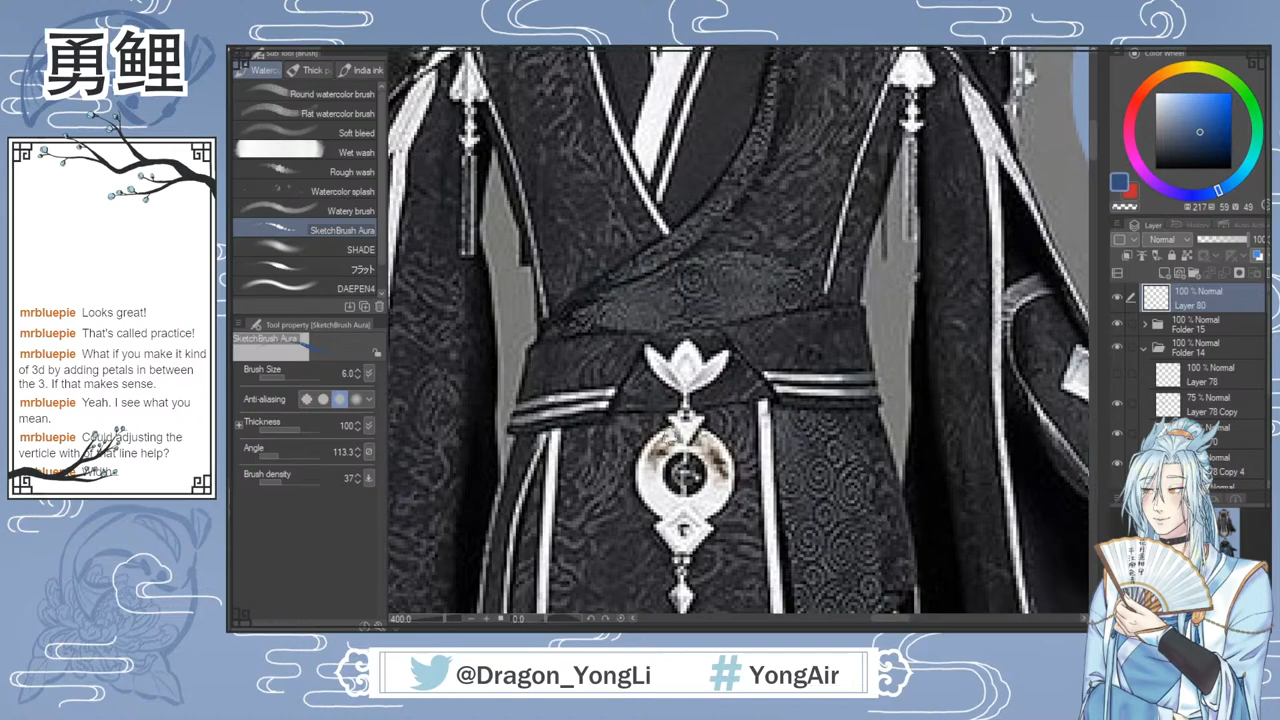 勇鲤
mrbluepie Looks great!
mrbluepie That's called practice!
mrbluepie What if you make it kind
of 3d by adding petals in between
the 3. If that makes sense.
mrbluepie Yeah. I see what you
mean.
mrbluepie Could adjusting the
verticle with of that line help?
Sub Tool [Brush]
Thick
India ink
Round watercolor brush
Flat watercolor brush
Soft bleed
Wet wash
Rough wash
Watercolor splash
Watery brush
SketchBrush Aura
SHADE
フラット
DAEPEN4
Tool property [SketchBrush Aura]
SketchBrush Aura
Brush Size 6.0
Anti-aliasing
Thickness 100
Angle 113.3
Brush density 37
400.0
0.0
Color Wheel
217 59 49
Layer
Normal 100
100 % Normal
Layer 80
100 % Normal
Folder 15
100 % Normal
Folder 14
100 % Normal
Layer 78
75 % Normal
Layer 78 Copy
78 Copy 4
@Dragon_YongLi
# YongAir